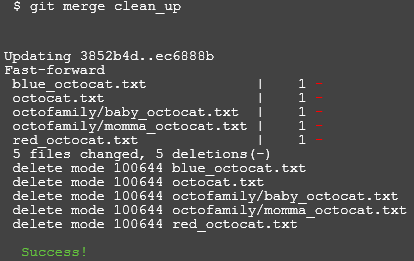 $ git merge clean_up
Updating 3852b4d..ec6888b
Fast-forward
blue_octocat.txt | 1
octocat.txt | 1
octofamily/baby_octocat.txt | 1
octofamily/momma_octocat.txt | 1
red_octocat.txt | 1
5 files changed, 5 deletions(-)
delete mode 100644 blue_octocat.txt
delete mode 100644 octocat.txt
delete mode 100644 octofamily/baby_octocat.txt
delete mode 100644 octofamily/momma_octocat.txt
delete mode 100644 red_octocat.txt
Success!